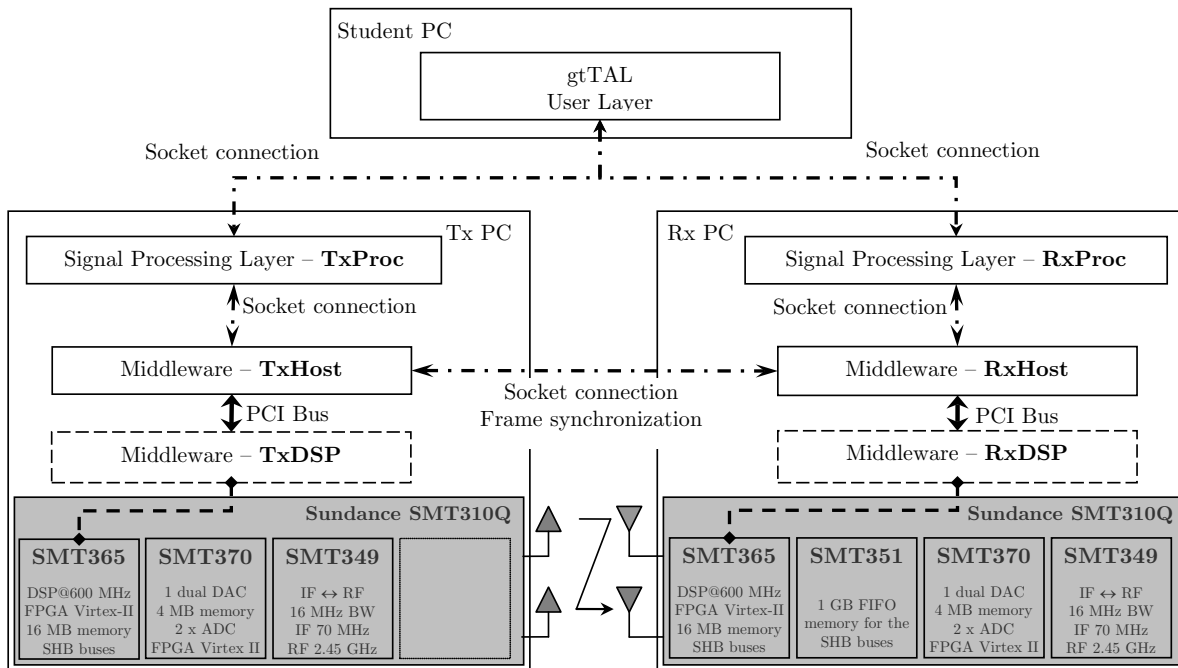 Student PC
gtTAL
User Layer
Socket connection
Socket connection
Tx PC
Signal Processing Layer – TxProc
Socket connection
Middleware – TxHost
PCI Bus
Middleware – TxDSP
Socket connection
Frame synchronization
Rx PC
Signal Processing Layer – RxProc
Socket connection
Middleware – RxHost
PCI Bus
Middleware – RxDSP
Sundance SMT310Q
SMT365
DSP@600 MHz
FPGA Virtex-II
16 MB memory
SHB buses
SMT370
1 dual DAC
4 MB memory
2 x ADC
FPGA Virtex II
SMT349
IF ↔ RF
16 MHz BW
IF 70 MHz
RF 2.45 GHz
Sundance SMT310Q
SMT365
DSP@600 MHz
FPGA Virtex-II
16 MB memory
SHB buses
SMT351
1 GB FIFO
memory for the
SHB buses
SMT370
1 dual DAC
4 MB memory
2 x ADC
FPGA Virtex II
SMT349
IF ↔ RF
16 MHz BW
IF 70 MHz
RF 2.45 GHz